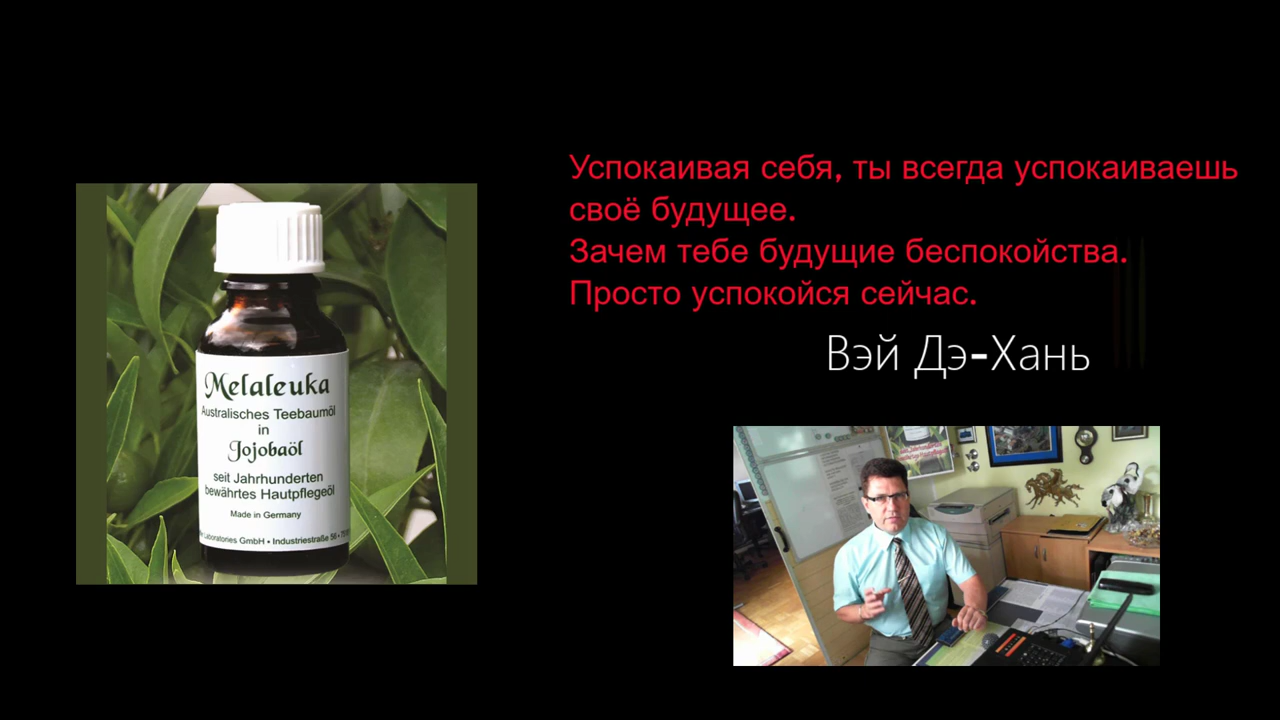 Успокаивая себя, ты всегда успокаиваешь
своё будущее.
Зачем тебе будущие беспокойства.
Просто успокойся сейчас.
Вэй Дэ-Хань
Melaleuka
Australisches Teebaumöl
in
Jojobaöl
seit Jahrhunderten
bewährtes Hautpflegeöl
Made in Germany
Laboratories GmbH • Industriestraße 56 •